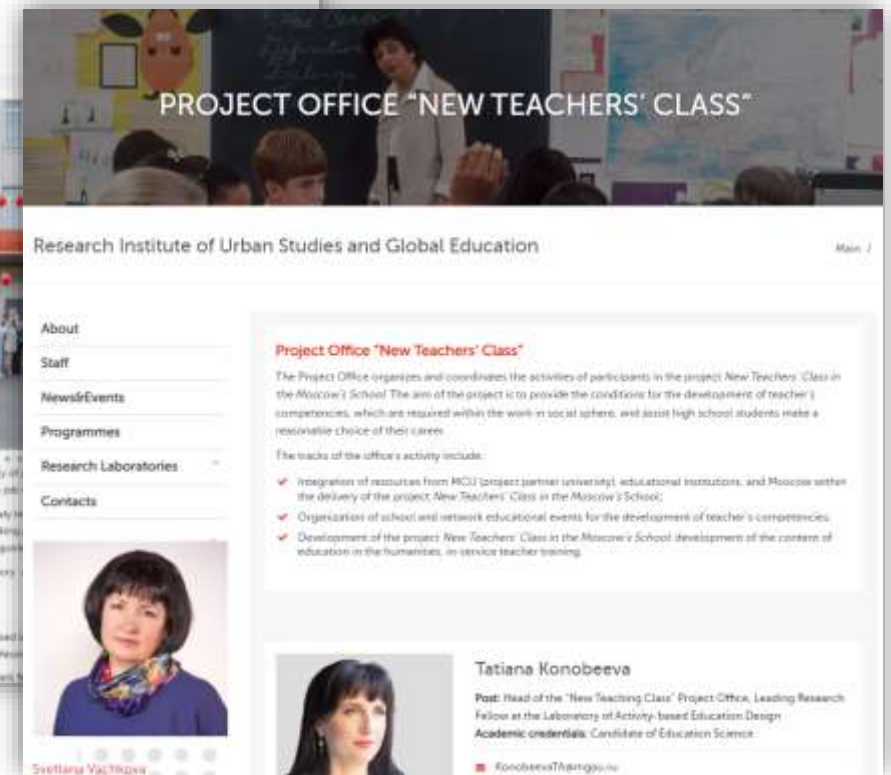 PROJECT OFFICE "NEW TEACHERS' CLASS"
Research Institute of Urban Studies and Global Education
Main /
About
Staff
News&Events
Programmes
Research Laboratories
Contacts
Svetlana Vachkova
Project Office "New Teachers' Class"
The Project Office organizes and coordinates the activities of participants in the project New Teachers' Class in
the Moscow's School. The aim of the project is to provide the conditions for the development of teacher's
competencies, which are required within the work in social sphere, and assist high school students make a
reasonable choice of their career.
The tracks of the office's activity include:
Integration of resources from MCU (project partner university), educational institutions, and Moscow within
the delivery of the project New Teachers' Class in the Moscow's School;
Organization of school and network educational events for the development of teacher's competencies;
Development of the project New Teachers' Class in the Moscow's School: development of the content of
education in the humanities, in-service teacher training.
Tatiana Konobeeva
Post: Head of the "New Teaching Class" Project Office, Leading Research
Fellow at the Laboratory of Activity-based Education Design
Academic credentials: Candidate of Education Science